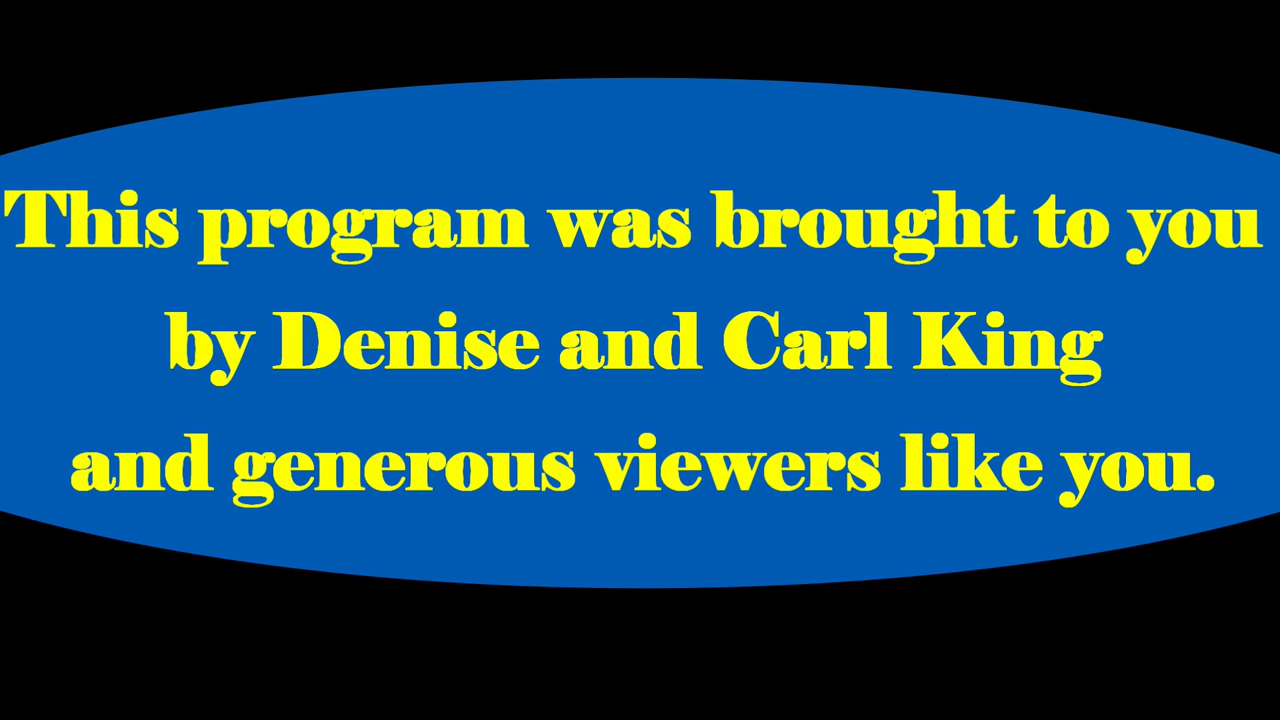 This program was brought to you
by Denise and Carl King
and generous viewers like you.